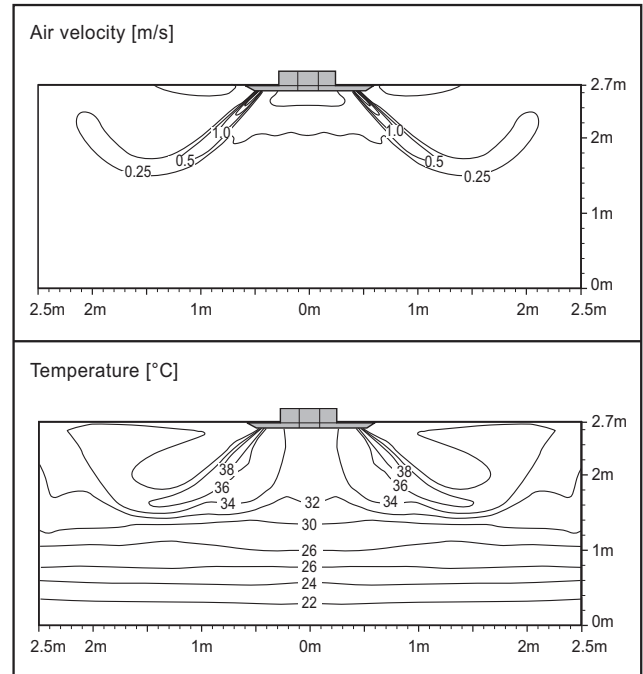 Air velocity [m/s]
2.7m
1.0 1.0
2m
0.5 0.5
0.25 0.25
1m
0m
2.5m 2m 1m 0m 1m 2m 2.5m
Temperature [°C]
2.7m
38 38
2m
36 36
34 32 34
30
26
1m
26
24
22
0m
2.5m 2m 1m 0m 1m 2m 2.5m